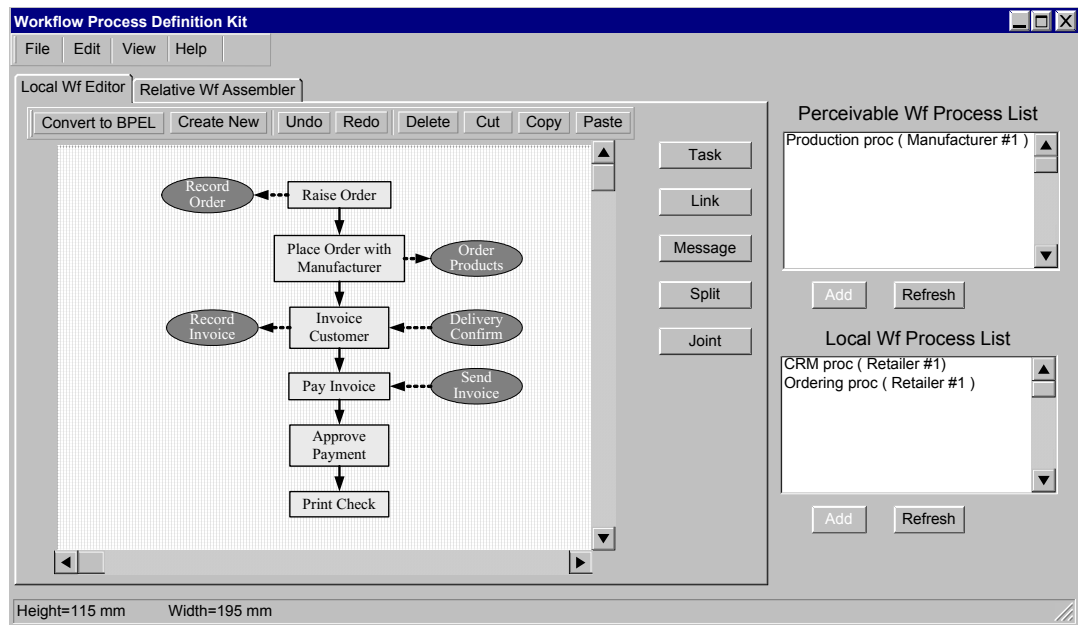 Workflow Process Definition Kit
File Edit View Help
Local Wf Editor Relative Wf Assembler
Convert to BPEL Create New Undo Redo Delete Cut Copy Paste
Record
Order
Raise Order
Place Order with
Manufacturer
Order
Products
Record
Invoice
Invoice
Customer
Delivery
Confirm
Pay Invoice
Send
Invoice
Approve
Payment
Print Check
Task
Link
Message
Split
Joint
Perceivable Wf Process List
Production proc ( Manufacturer #1 )
Add Refresh
Local Wf Process List
CRM proc ( Retailer #1)
Ordering proc ( Retailer #1 )
Add Refresh
Height=115 mm Width=195 mm